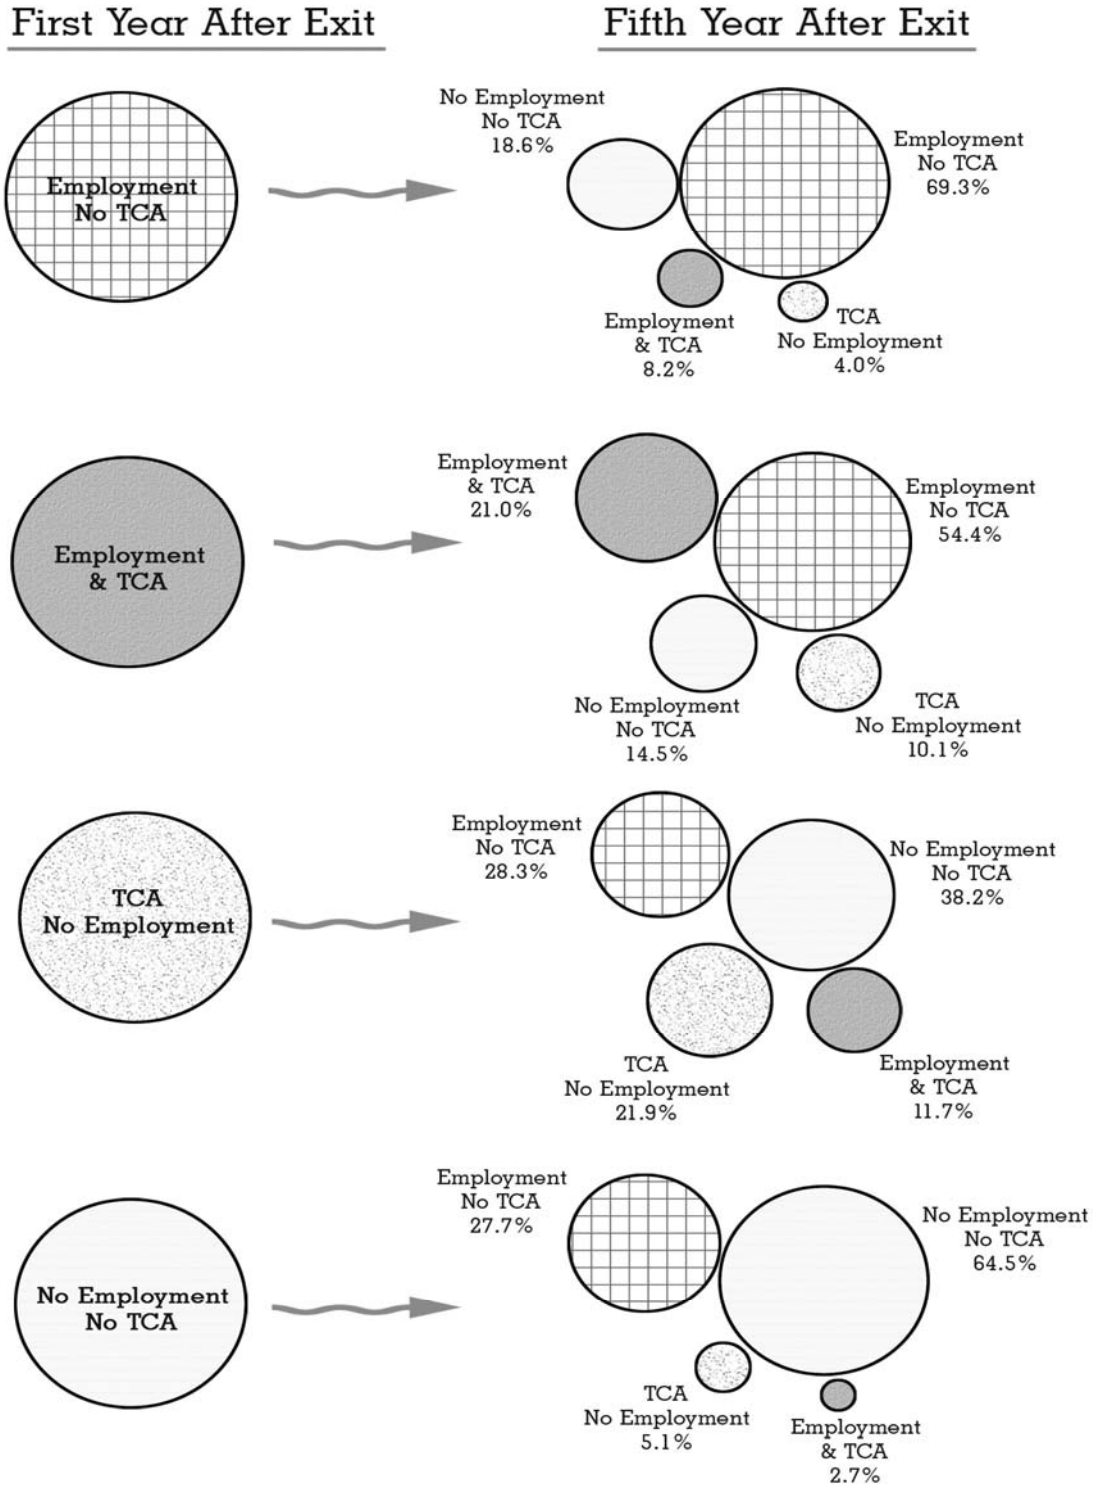 First Year After Exit
Fifth Year After Exit
Employment
No TCA
No Employment
No TCA
18.6%
Employment
No TCA
69.3%
Employment
& TCA
8.2%
TCA
No Employment
4.0%
Employment
& TCA
Employment
& TCA
21.0%
Employment
No TCA
54.4%
No Employment
No TCA
14.5%
TCA
No Employment
10.1%
TCA
No Employment
Employment
No TCA
28.3%
No Employment
No TCA
38.2%
TCA
No Employment
21.9%
Employment
& TCA
11.7%
No Employment
No TCA
Employment
No TCA
27.7%
No Employment
No TCA
64.5%
TCA
No Employment
5.1%
Employment
& TCA
2.7%